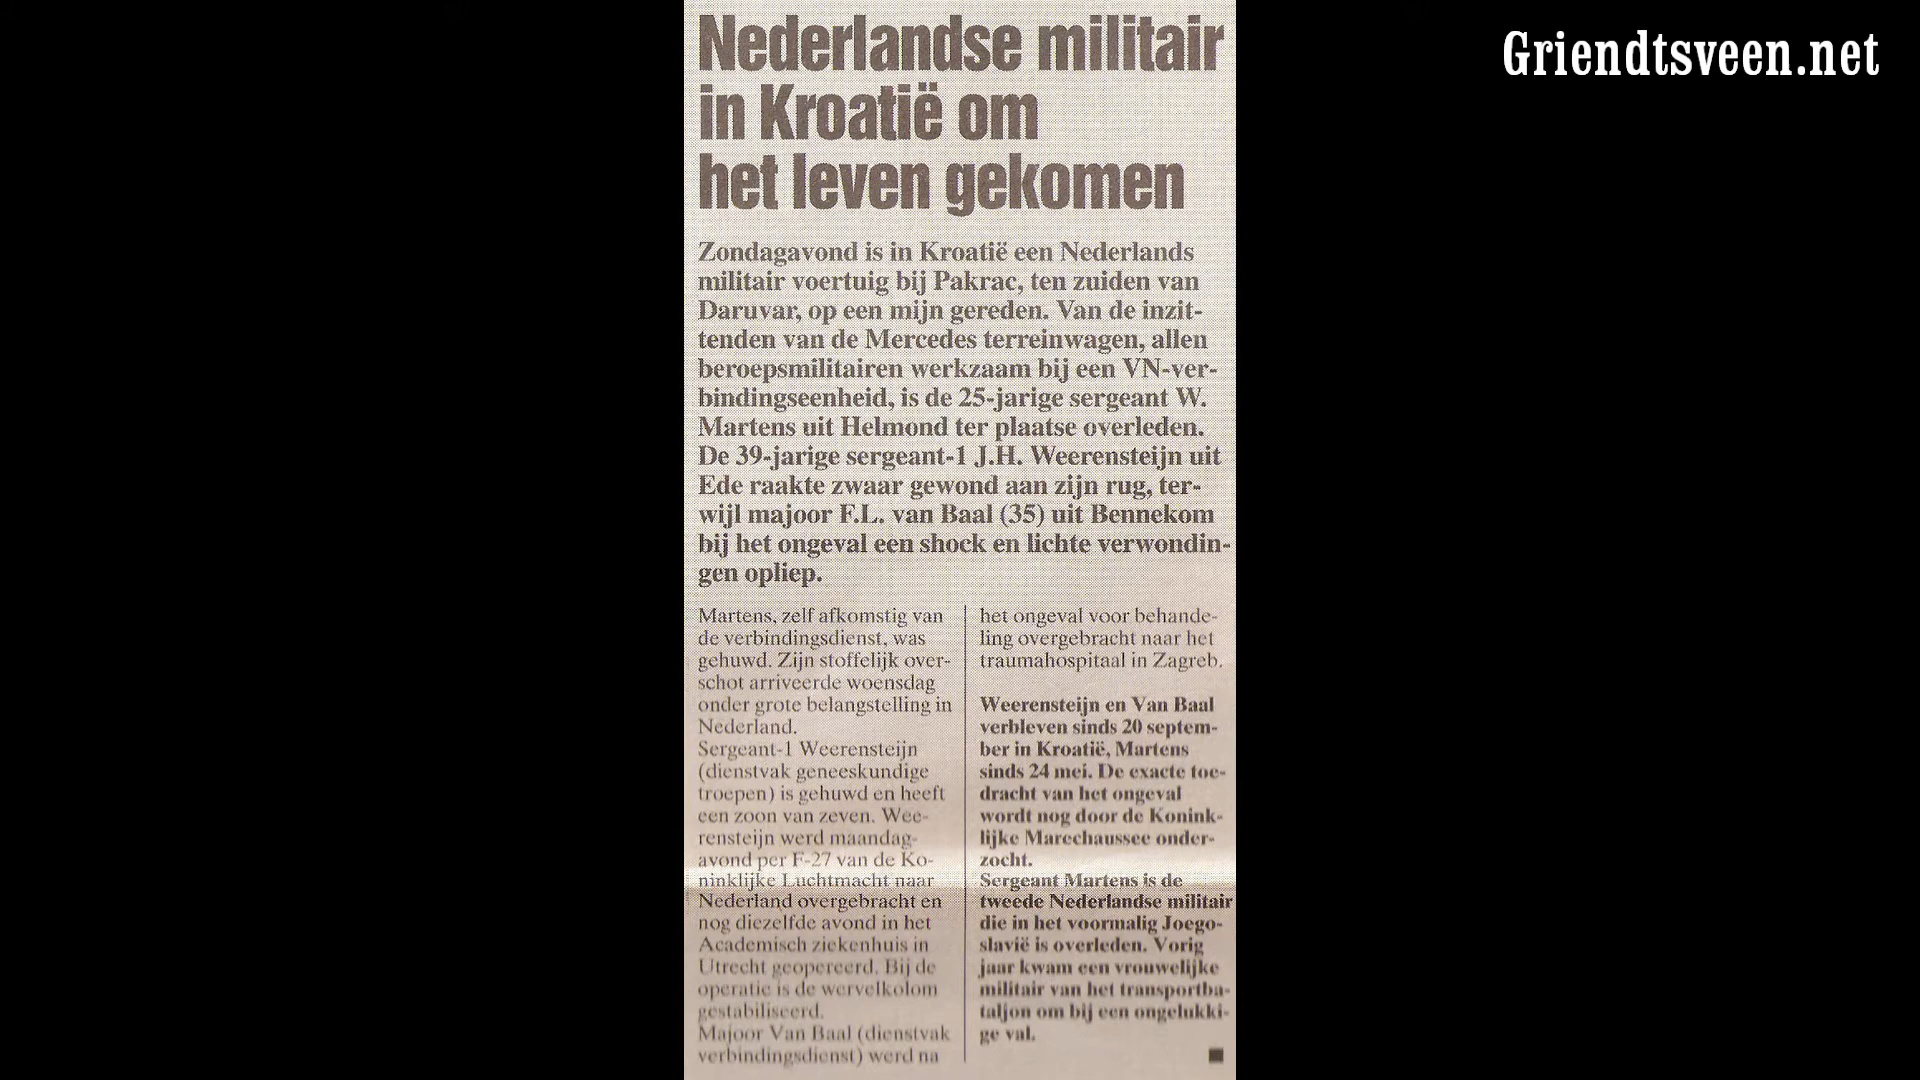 Griendtsveen.net
Nederlandse militair
in Kroatië om
het leven gekomen
Zondagavond is in Kroatië een Nederlands
militair voertuig bij Pakrac, ten zuiden van
Daruvar, op een mijn gereden. Van de inzit-
tenden van de Mercedes terreinwagen, allen
beroepsmilitairen werkzaam bij een VN-ver-
bindingseenheid, is de 25-jarige sergeant W.
Martens uit Helmond ter plaatse overleden.
De 39-jarige sergeant-1 J.H. Weerensteijn uit
Ede raakte zwaar gewond aan zijn rug, ter-
wijl majoor F.L. van Baal (35) uit Bennekom
bij het ongeval een shock en lichte verwondin-
gen opliep.
Martens, zelf afkomstig van
de verbindingsdienst, was
gehuwd. Zijn stoffelijk over-
schot arriveerde woensdag
onder grote belangstelling in
Nederland.
Sergeant-1 Weerensteijn
(dienstvak geneeskundige
troepen) is gehuwd en heeft
een zoon van zeven. Wee-
rensteijn werd maandag-
avond per F-27 van de Ko-
ninklijke Luchtmacht naar
Nederland overgebracht en
nog diezelfde avond in het
Academisch ziekenhuis in
Utrecht geopereerd. Bij de
operatie is de wervelkolom
gestabiliseerd.
Majoor Van Baal (dienstvak
verbindingsdienst) werd na
het ongeval voor behande-
ling overgebracht naar het
traumahospitaal in Zagreb.
Weerensteijn en Van Baal
verbleven sinds 20 septem-
ber in Kroatië, Martens
sinds 24 mei. De exacte toe-
dracht van het ongeval
wordt nog door de Konink-
lijke Marechaussee onder-
zocht.
Sergeant Martens is de
tweede Nederlandse militair
die in het voormalig Joego-
slavië is overleden. Vorig
jaar kwam een vrouwelijke
militair van het transportba-
taljon om bij een ongelukki-
ge val.